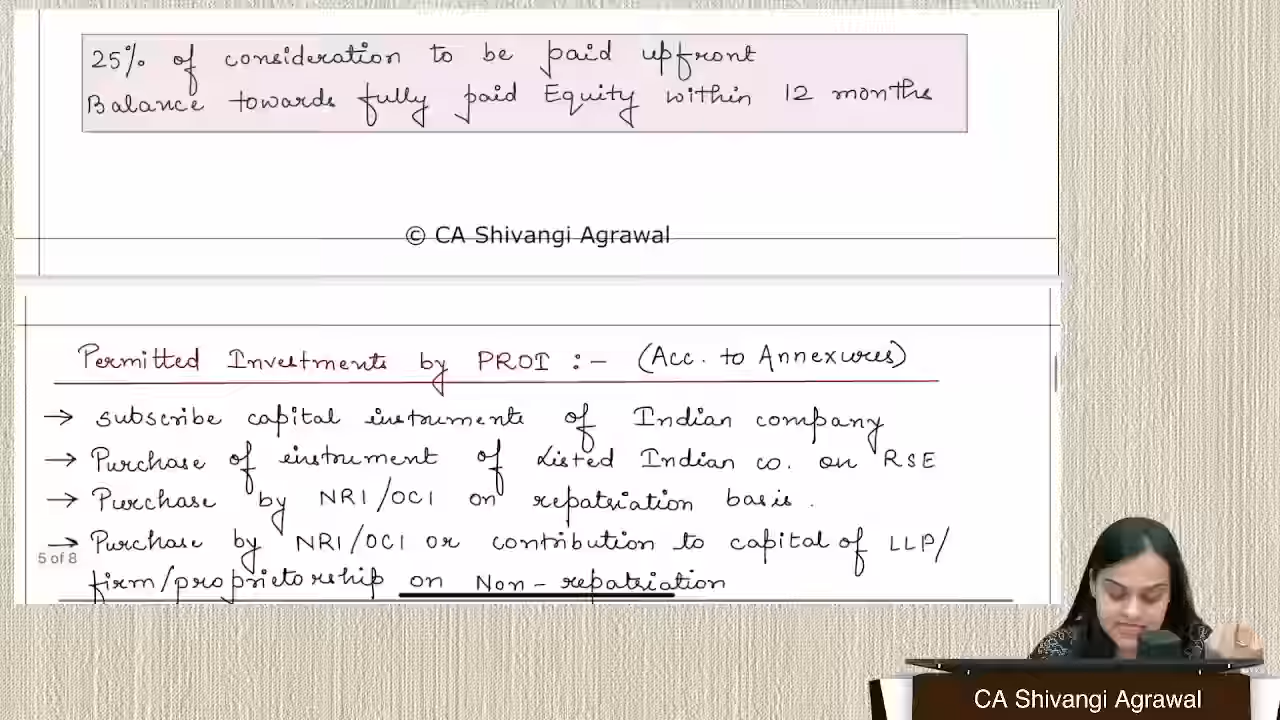 25% of consideration to be paid upfront
Balance towards fully paid Equity within 12 months
© CA Shivangi Agrawal
Permitted Investments by PROI :- (Acc. to Annexures)
→ subscribe capital instruments of Indian company
→ Purchase of instrument of Listed Indian co. on RSE
→ Purchase by NRI/OCI on repatriation basis.
→ Purchase by NRI/OCI or contribution to capital of LLP/
5 of 8
firm/proprietorship on Non-repatriation
CA Shivangi Agrawal